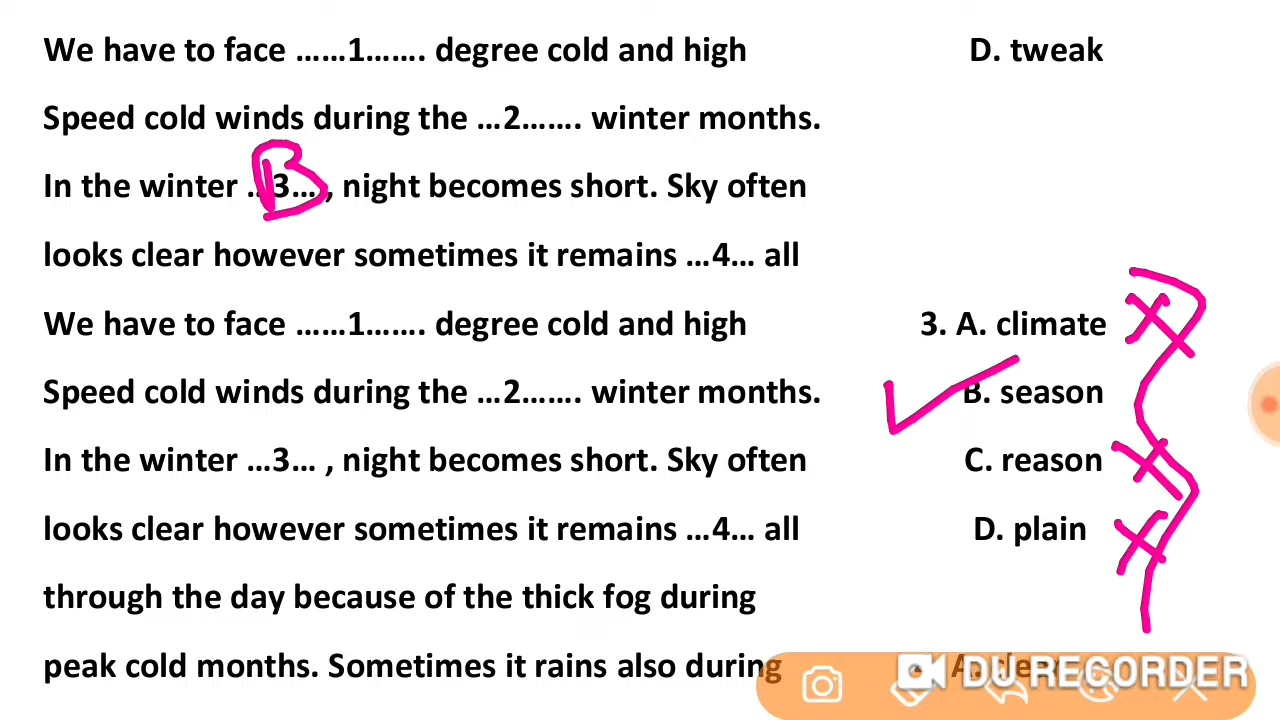 We have to face ……1……. degree cold and high D. tweak
Speed cold winds during the …2……. winter months.
In the winter …3… , night becomes short. Sky often
B
looks clear however sometimes it remains …4… all
We have to face ……1……. degree cold and high 3. A. climate
Speed cold winds during the …2……. winter months. B. season
In the winter …3… , night becomes short. Sky often C. reason
looks clear however sometimes it remains …4… all D. plain
through the day because of the thick fog during
peak cold months. Sometimes it rains also during A.
DU RECORDER